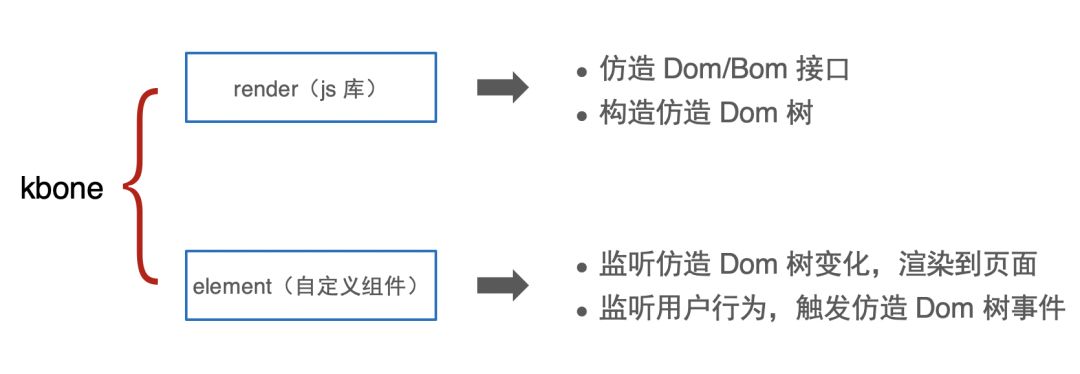 render（js 库）
• 仿造 Dom/Bom 接口
• 构造仿造 Dom 树
kbone
element（自定义组件）
• 监听仿造 Dom 树变化，渲染到页面
• 监听用户行为，触发仿造 Dom 树事件